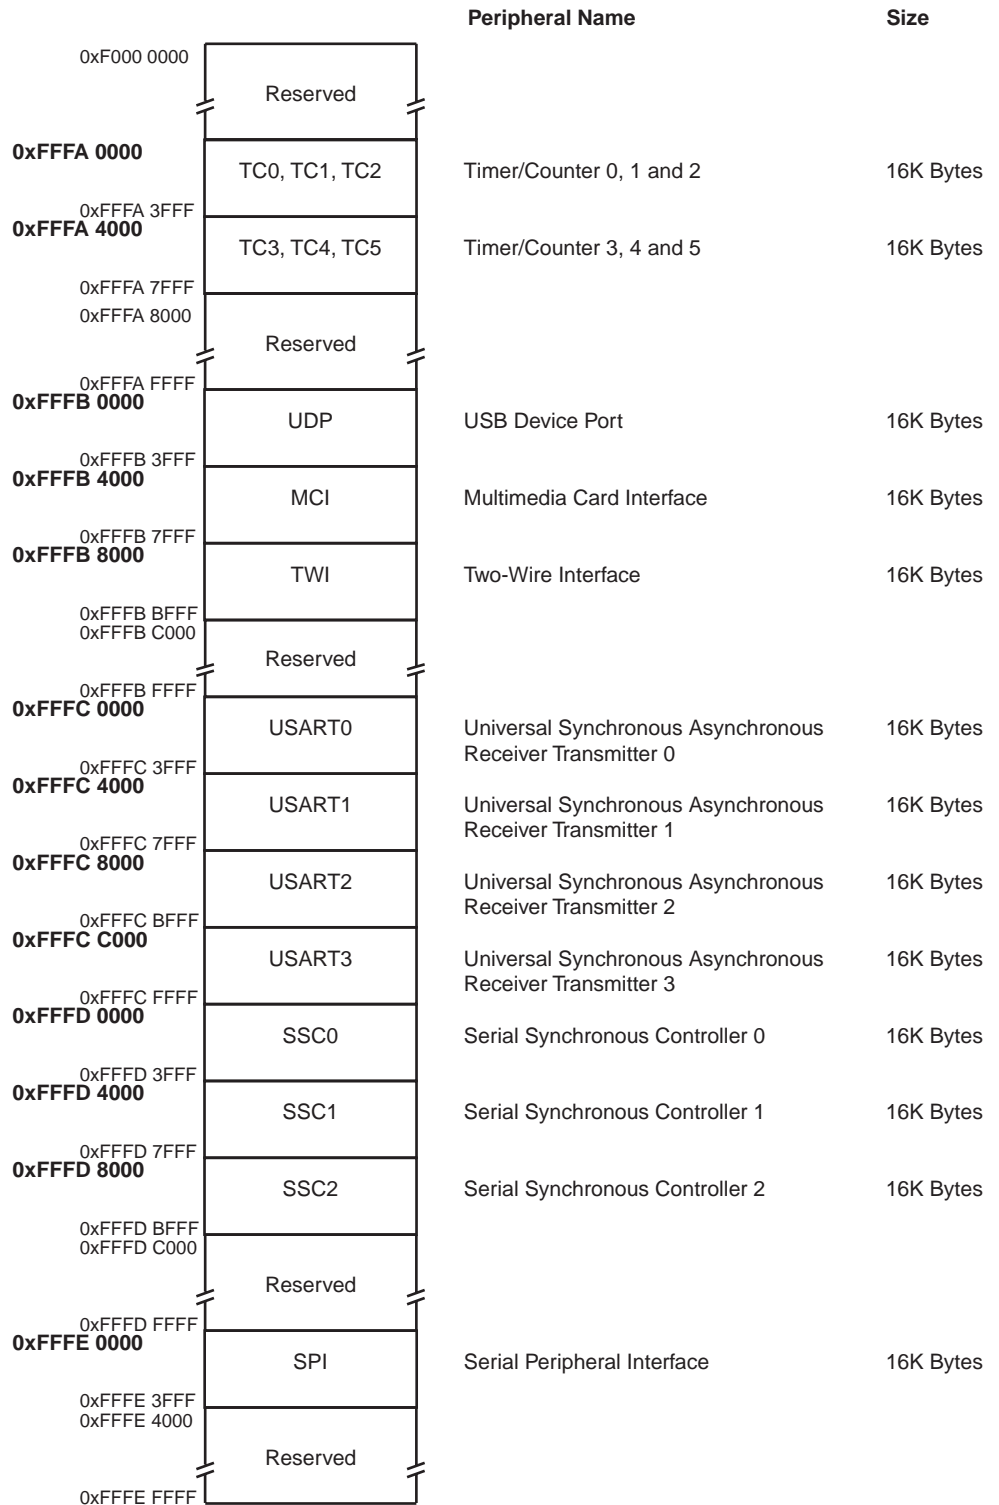 Peripheral Name Size
0xF000 0000
Reserved
0xFFFA 0000
TC0, TC1, TC2 Timer/Counter 0, 1 and 2 16K Bytes
0xFFFA 3FFF
0xFFFA 4000
TC3, TC4, TC5 Timer/Counter 3, 4 and 5 16K Bytes
0xFFFA 7FFF
0xFFFA 8000
Reserved
0xFFFA FFFF
0xFFFB 0000
UDP USB Device Port 16K Bytes
0xFFFB 3FFF
0xFFFB 4000
MCI Multimedia Card Interface 16K Bytes
0xFFFB 7FFF
0xFFFB 8000
TWI Two-Wire Interface 16K Bytes
0xFFFB BFFF
0xFFFB C000
Reserved
0xFFFB FFFF
0xFFFC 0000
USART0 Universal Synchronous Asynchronous 16K Bytes
Receiver Transmitter 0
0xFFFC 3FFF
0xFFFC 4000
USART1 Universal Synchronous Asynchronous 16K Bytes
Receiver Transmitter 1
0xFFFC 7FFF
0xFFFC 8000
USART2 Universal Synchronous Asynchronous 16K Bytes
Receiver Transmitter 2
0xFFFC BFFF
0xFFFC C000
USART3 Universal Synchronous Asynchronous 16K Bytes
Receiver Transmitter 3
0xFFFC FFFF
0xFFFD 0000
SSC0 Serial Synchronous Controller 0 16K Bytes
0xFFFD 3FFF
0xFFFD 4000
SSC1 Serial Synchronous Controller 1 16K Bytes
0xFFFD 7FFF
0xFFFD 8000
SSC2 Serial Synchronous Controller 2 16K Bytes
0xFFFD BFFF
0xFFFD C000
Reserved
0xFFFD FFFF
0xFFFE 0000
SPI Serial Peripheral Interface 16K Bytes
0xFFFE 3FFF
0xFFFE 4000
Reserved
0xFFFE FFFF